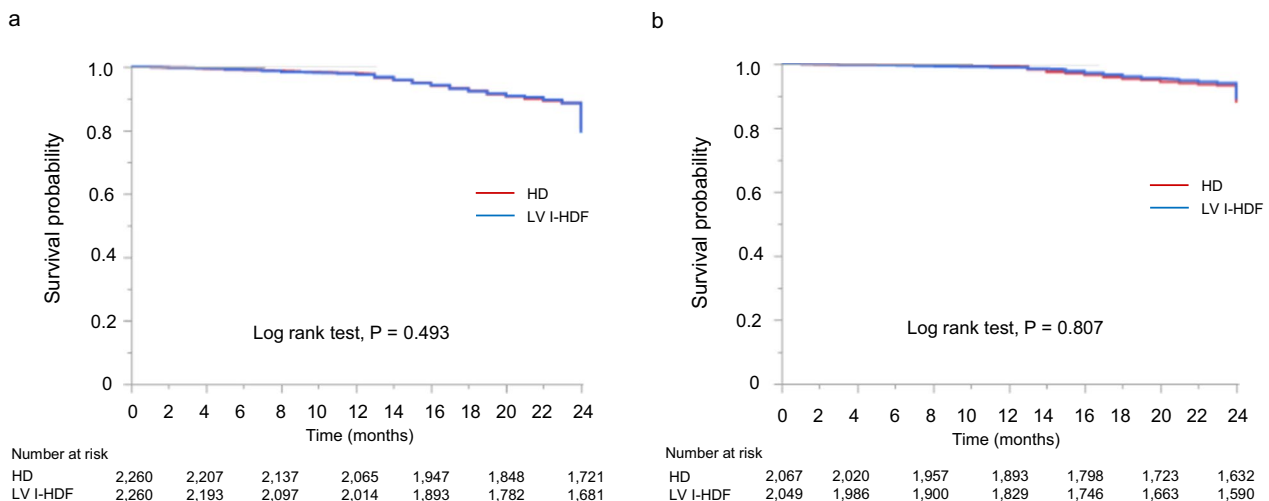 a
1.0
0.8
0.6
0.4
0.2
0
Survival probability
HD
LV I-HDF
Log rank test, P = 0.493
0 2 4 6 8 10 12 14 16 18 20 22 24
Time (months)
Number at risk
HD 2,260 2,207 2,137 2,065 1,947 1,848 1,721
LV I-HDF 2,260 2,193 2,097 2,014 1,893 1,782 1,681
b
1.0
0.8
0.6
0.4
0.2
0
Survival probability
HD
LV I-HDF
Log rank test, P = 0.807
0 2 4 6 8 10 12 14 16 18 20 22 24
Time (months)
Number at risk
HD 2,067 2,020 1,957 1,893 1,798 1,723 1,632
LV I-HDF 2,049 1,986 1,900 1,829 1,746 1,663 1,590